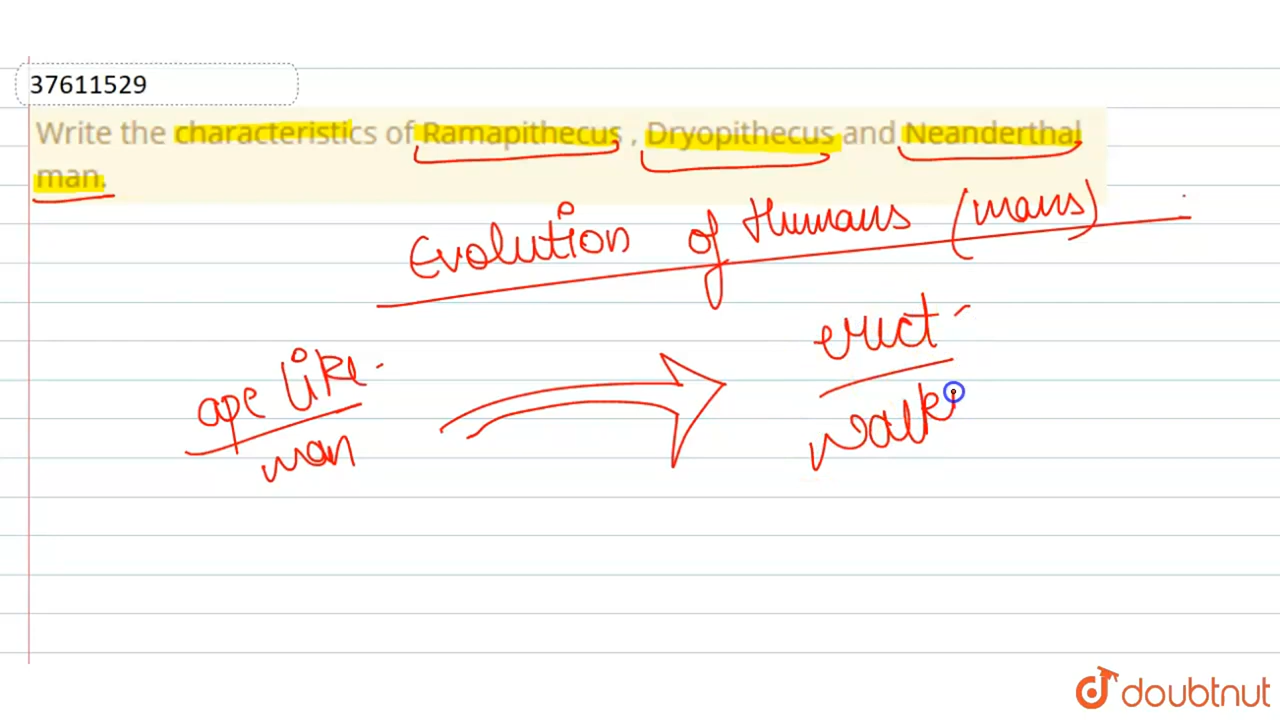 37611529
Write the characteristics of Ramapithecus , Dryopithecus and Neanderthal
man.
Evolution of Humans (mans)
ape like
man
erect
walk
doubtnut